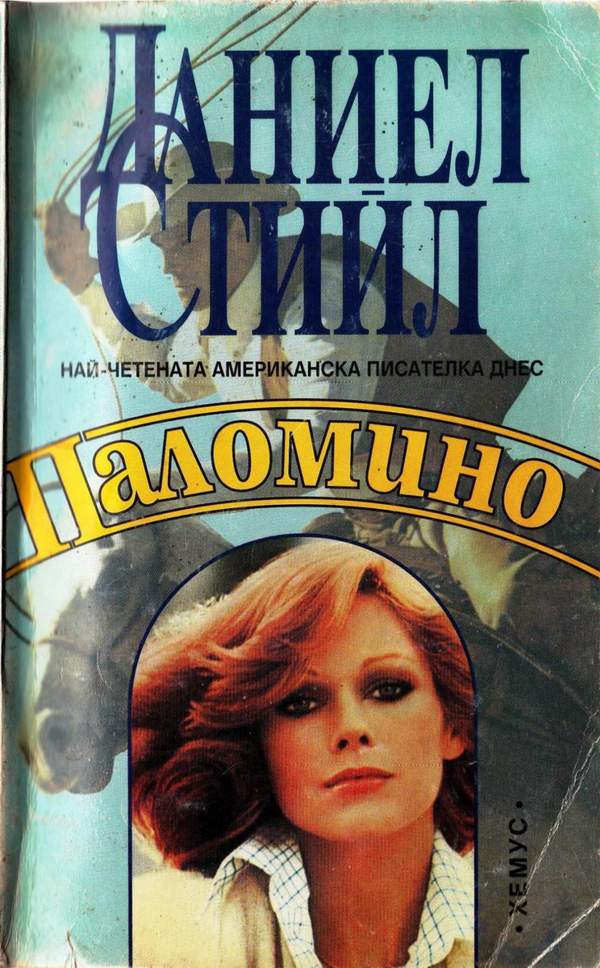 ДАНИЕЛ
СТИЙЛ
НАЙ-ЧЕТЕНАТА АМЕРИКАНСКА ПИСАТЕЛКА ДНЕС
Паломино
• ХЕМУС •